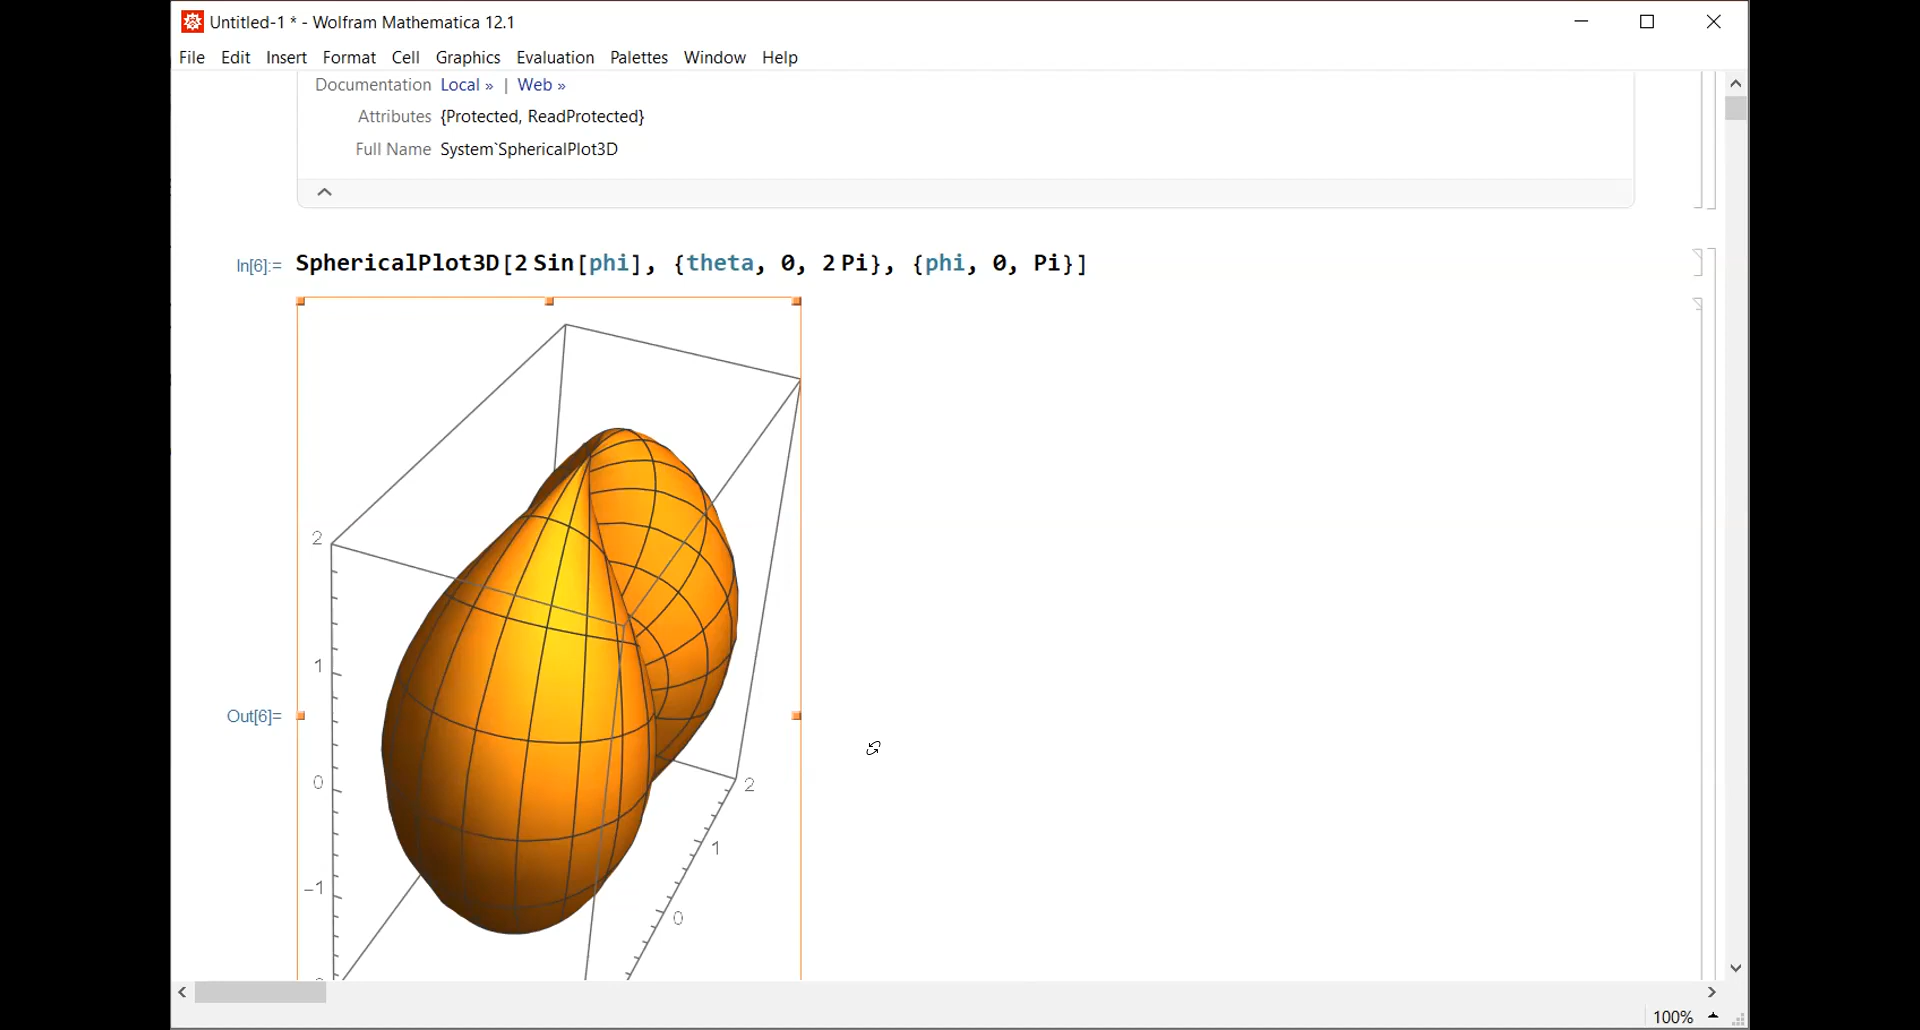 Untitled-1 * - Wolfram Mathematica 12.1
File Edit Insert Format Cell Graphics Evaluation Palettes Window Help
Documentation Local » | Web »
Attributes {Protected, ReadProtected}
Full Name System`SphericalPlot3D
In[6]:= SphericalPlot3D[2 Sin[phi], {theta, 0, 2 Pi}, {phi, 0, Pi}]
2
1
Out[6]=
0
2
1
-1
0
100%